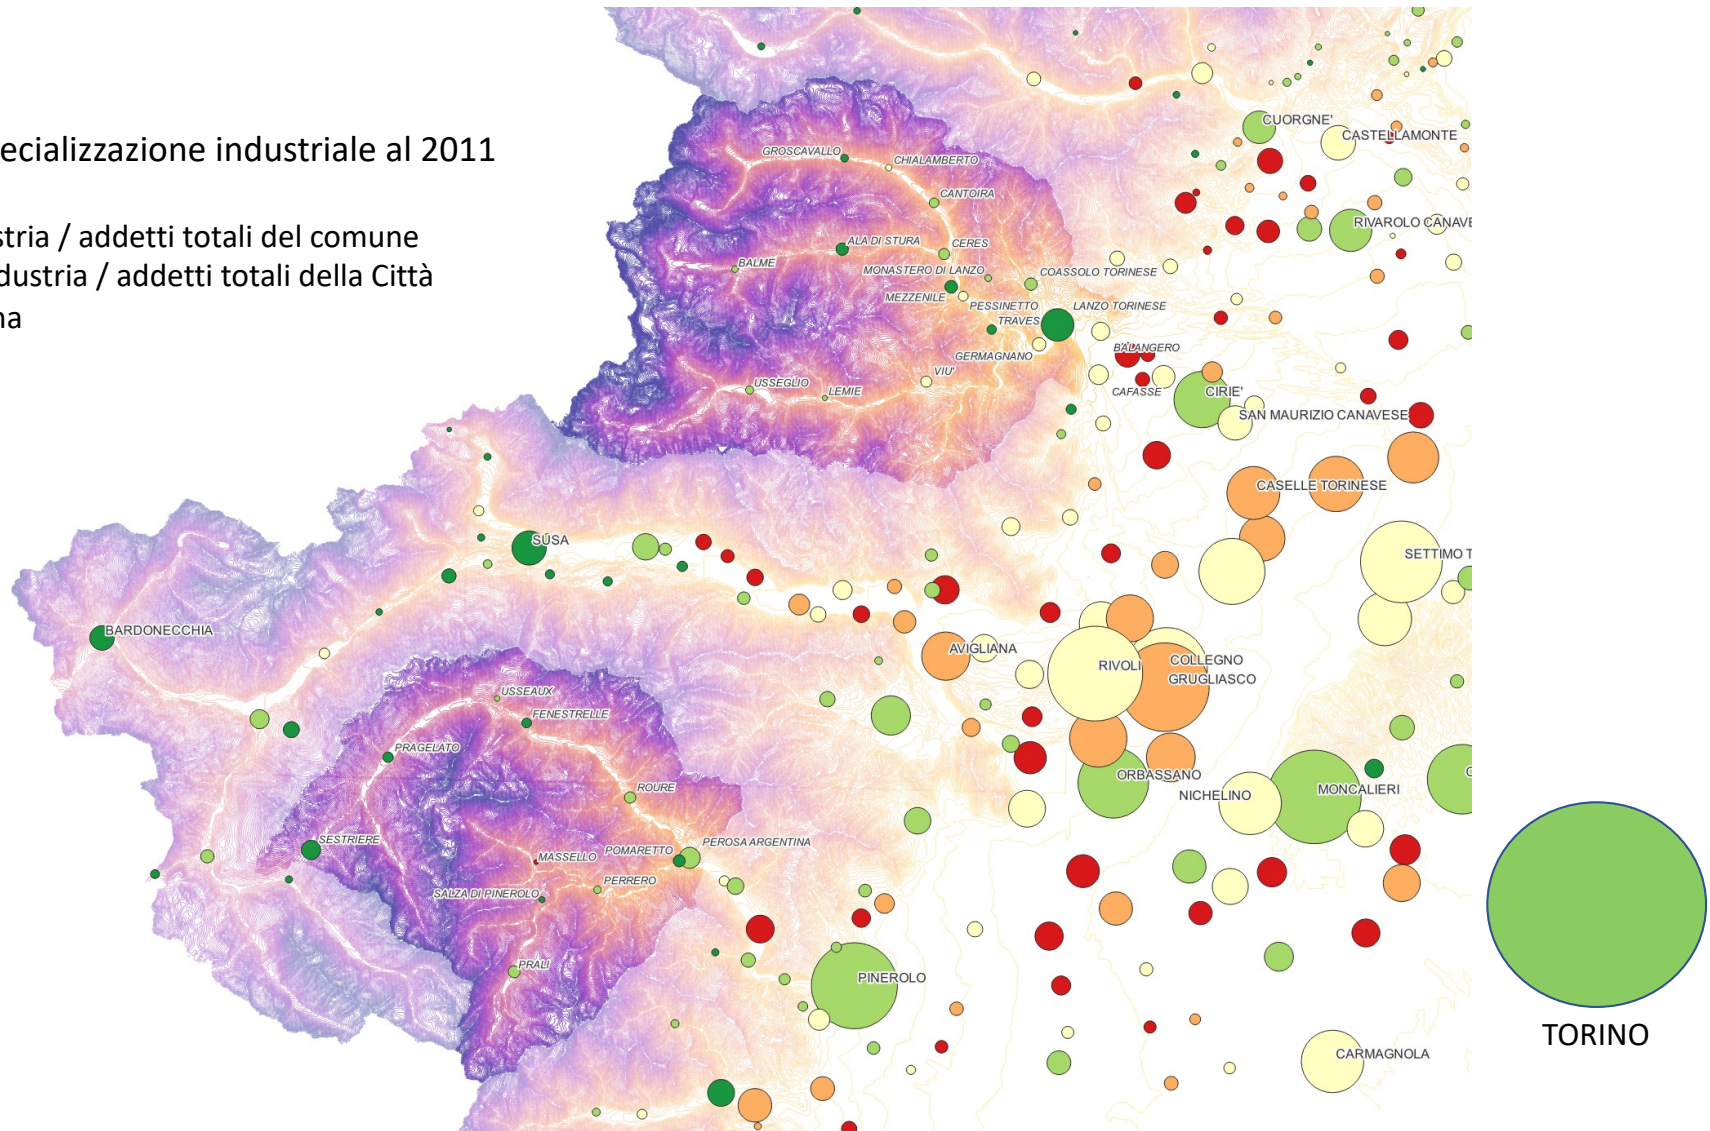 ecializzazione industriale al 2011
stria / addetti totali del comune
ndustria / addetti totali della Città
na
CUORGNE'
CASTELLAMONTE
GROSCAVALLO
CHIALAMBERTO
CANTOIRA
RIVAROLO CANAVE
ALA DI STURA
CERES
BALME
MONASTERO DI LANZO
COASSOLO TORINESE
MEZZENILE
PESSINETTO
LANZO TORINESE
TRAVES
GERMAGNANO
BALANGERO
VIU'
USSEGLIO
LEMIE
CAFASSE
CIRIE'
SAN MAURIZIO CANAVESE
CASELLE TORINESE
SUSA
SETTIMO T
BARDONECCHIA
AVIGLIANA
RIVOLI
COLLEGNO
GRUGLIASCO
USSEAUX
FENESTRELLE
PRAGELATO
ORBASSANO
ROURE
NICHELINO
MONCALIERI
SESTRIERE
PEROSA ARGENTINA
POMARETTO
MASSELLO
PERRERO
SALZA DI PINEROLO
PRALI
PINEROLO
TORINO
CARMAGNOLA